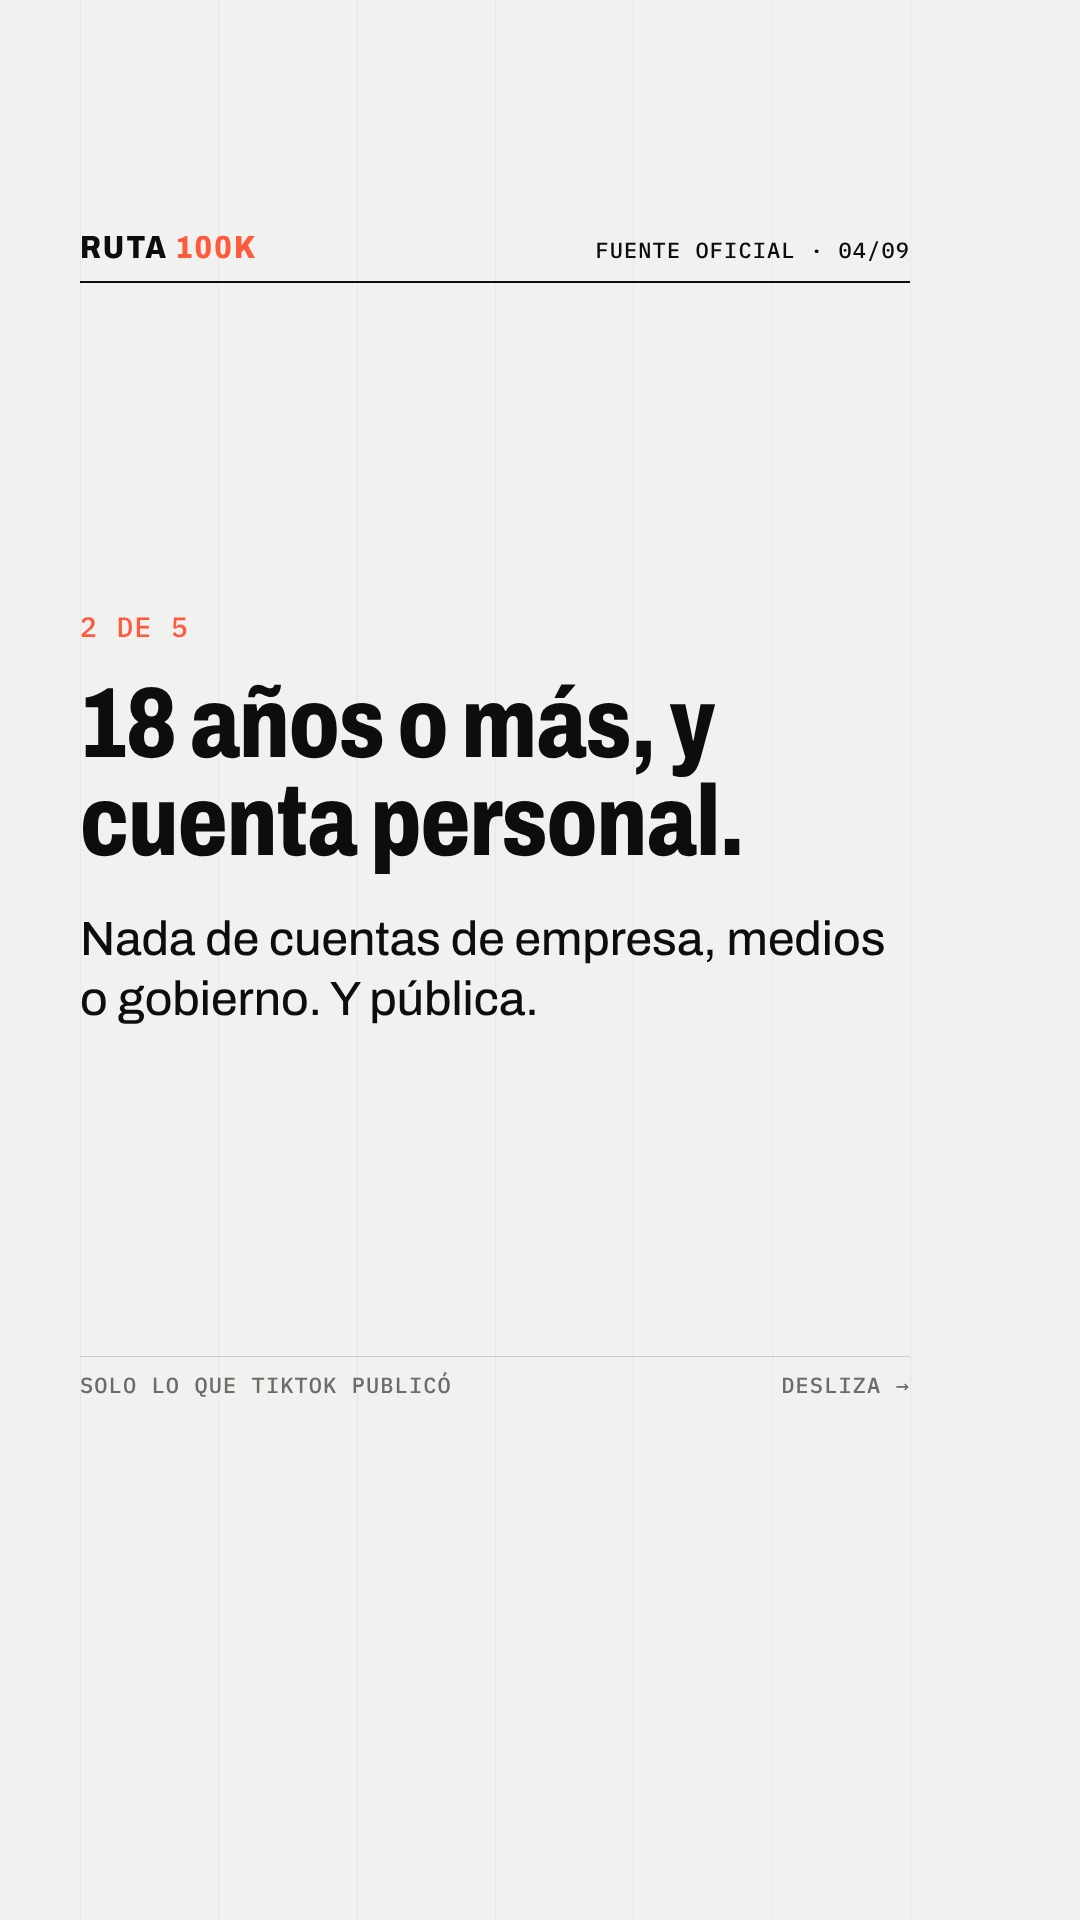 RUTA 100K
FUENTE OFICIAL · 04/09
2 DE 5
18 años o más, y
cuenta personal.
Nada de cuentas de empresa, medios
o gobierno. Y pública.
SOLO LO QUE TIKTOK PUBLICÓ
DESLIZA →